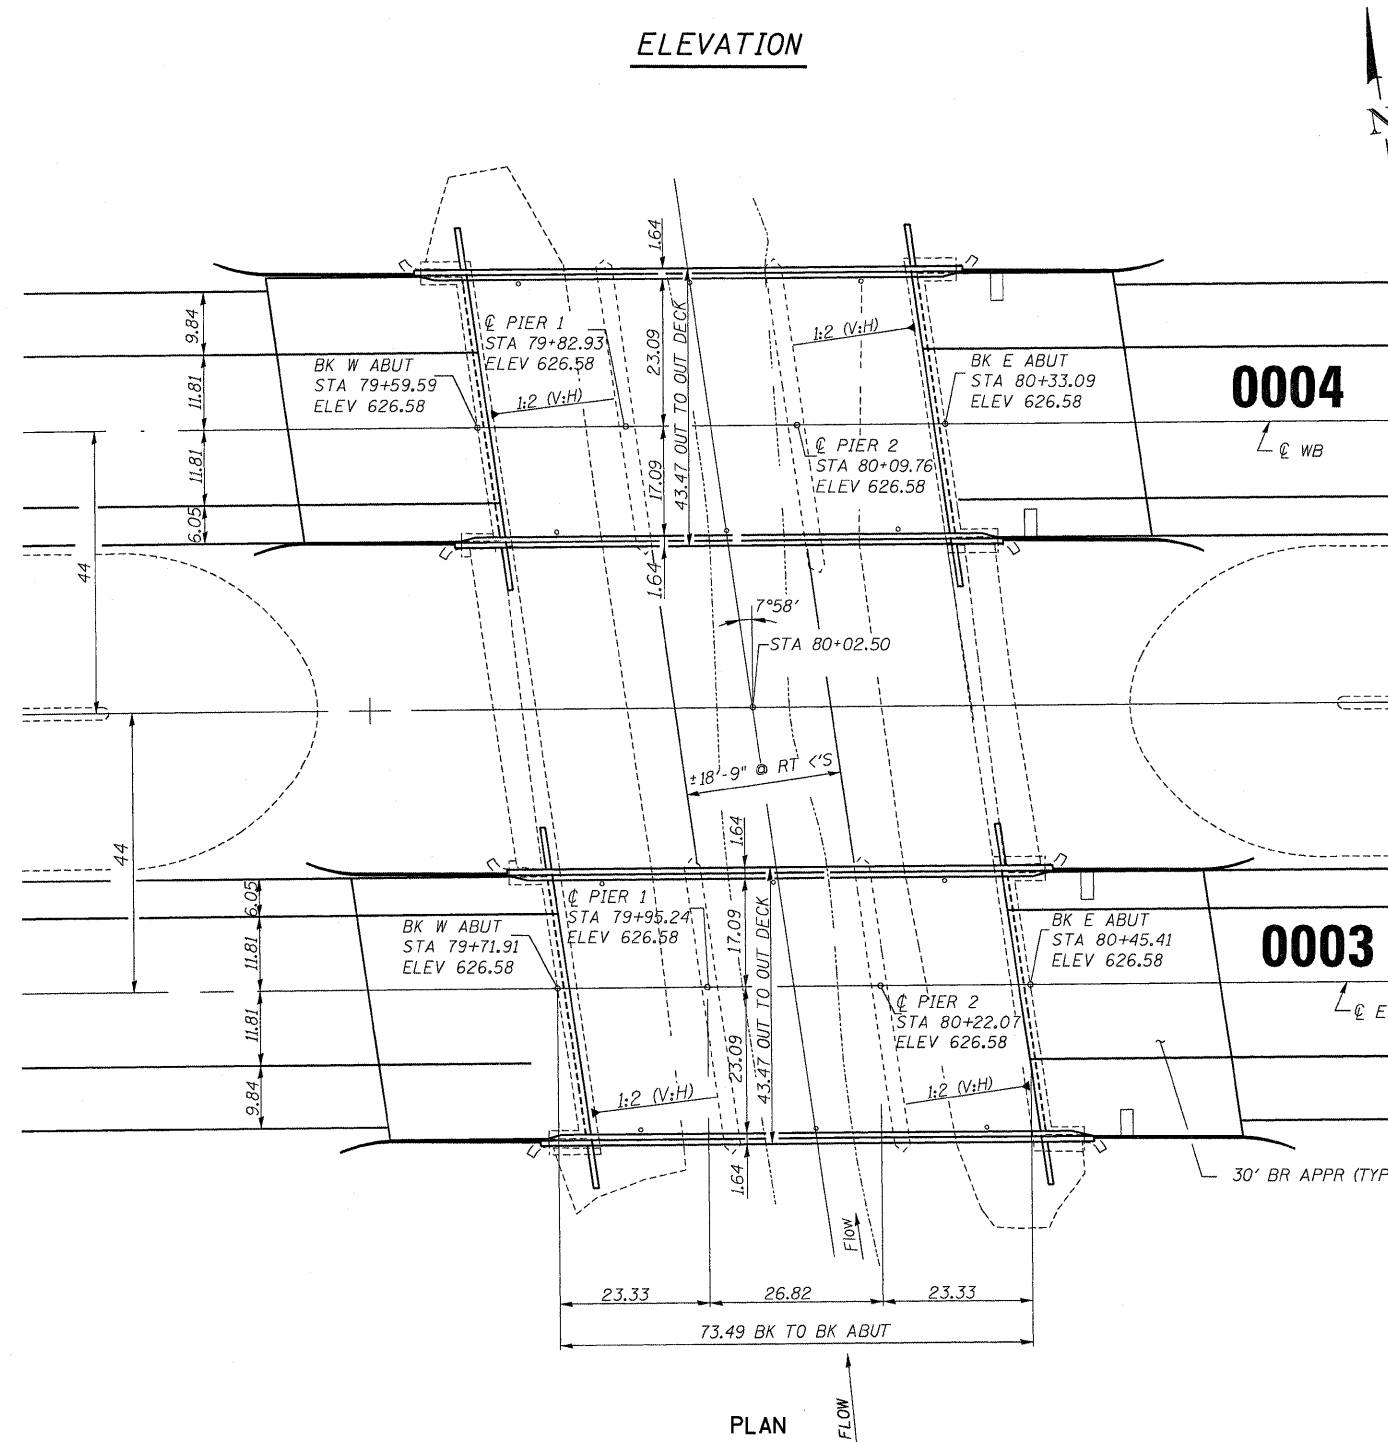 ELEVATION
N
1.64
9.84
11.81
11.81
6.05
44
℄ PIER 1
STA 79+82.93
ELEV 626.58
BK W ABUT
STA 79+59.59
ELEV 626.58
1:2 (V:H)
23.09
43.47 OUT TO OUT DECK
17.09
1.64
1:2 (V:H)
BK E ABUT
STA 80+33.09
ELEV 626.58
0004
℄ WB
℄ PIER 2
STA 80+09.76
ELEV 626.58
7°58'
STA 80+02.50
±18'-9" @ RT <'S
44
1.64
6.05
11.81
11.81
9.84
℄ PIER 1
STA 79+95.24
ELEV 626.58
BK W ABUT
STA 79+71.91
ELEV 626.58
17.09
43.47 OUT TO OUT DECK
23.09
BK E ABUT
STA 80+45.41
ELEV 626.58
0003
℄ E
℄ PIER 2
STA 80+22.07
ELEV 626.58
1:2 (V:H)
1:2 (V:H)
1.64
30' BR APPR (TYP
Flow
23.33
26.82
23.33
73.49 BK TO BK ABUT
FLOW
PLAN